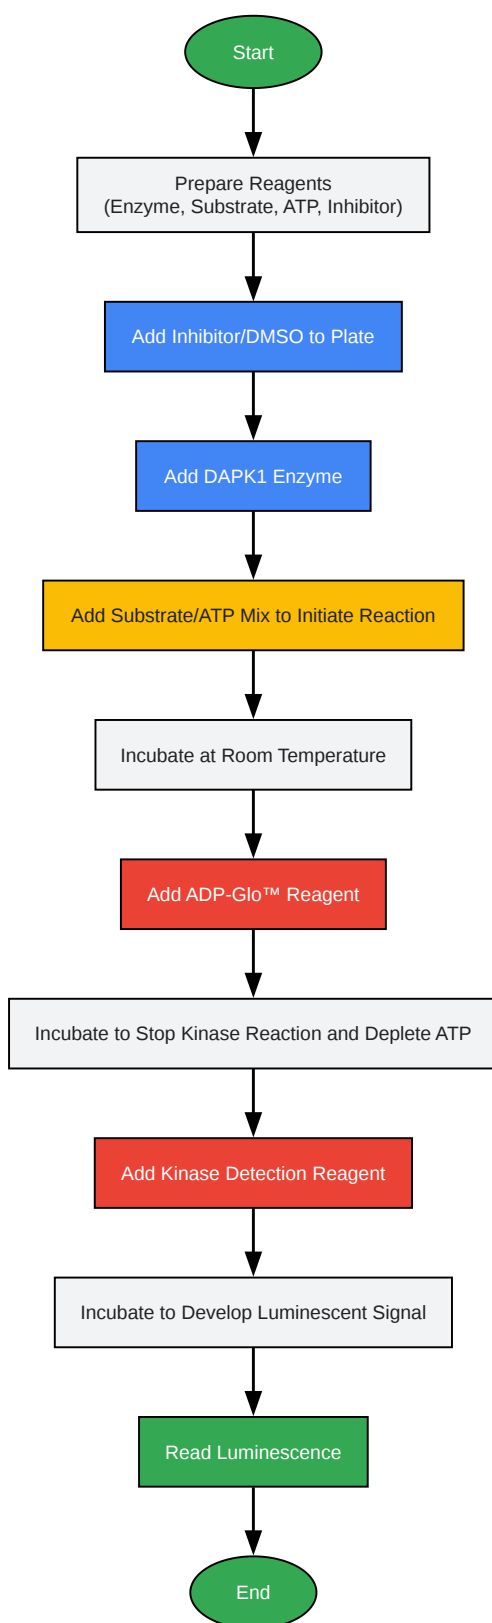 Start
Prepare Reagents
(Enzyme, Substrate, ATP, Inhibitor)
Add Inhibitor/DMSO to Plate
Add DAPK1 Enzyme
Add Substrate/ATP Mix to Initiate Reaction
Incubate at Room Temperature
Add ADP-Glo™ Reagent
Incubate to Stop Kinase Reaction and Deplete ATP
Add Kinase Detection Reagent
Incubate to Develop Luminescent Signal
Read Luminescence
End